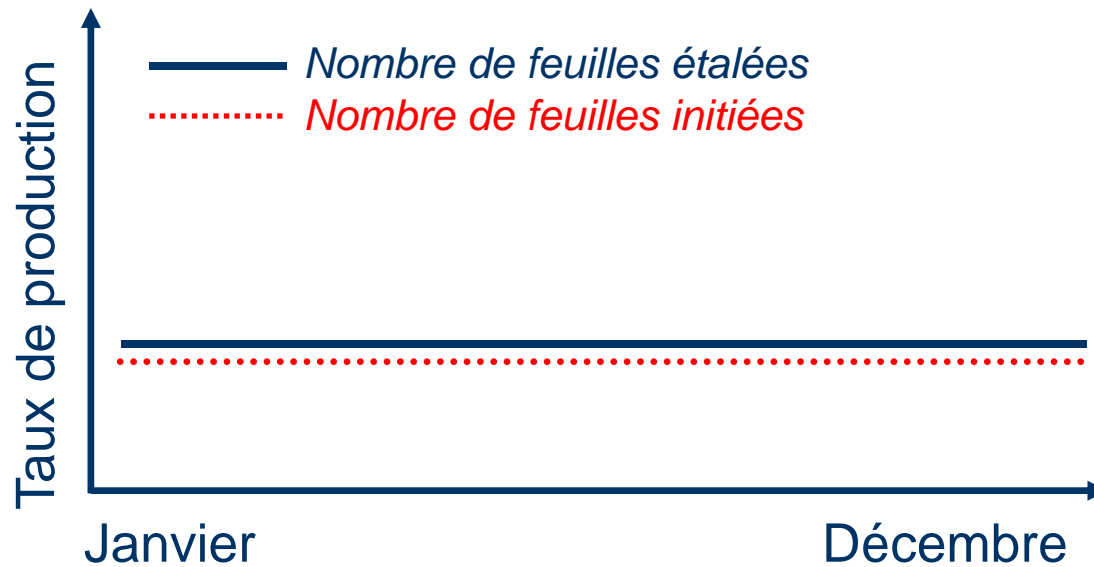 Nombre de feuilles étalées
Nombre de feuilles initiées
Taux de production
Janvier
Décembre